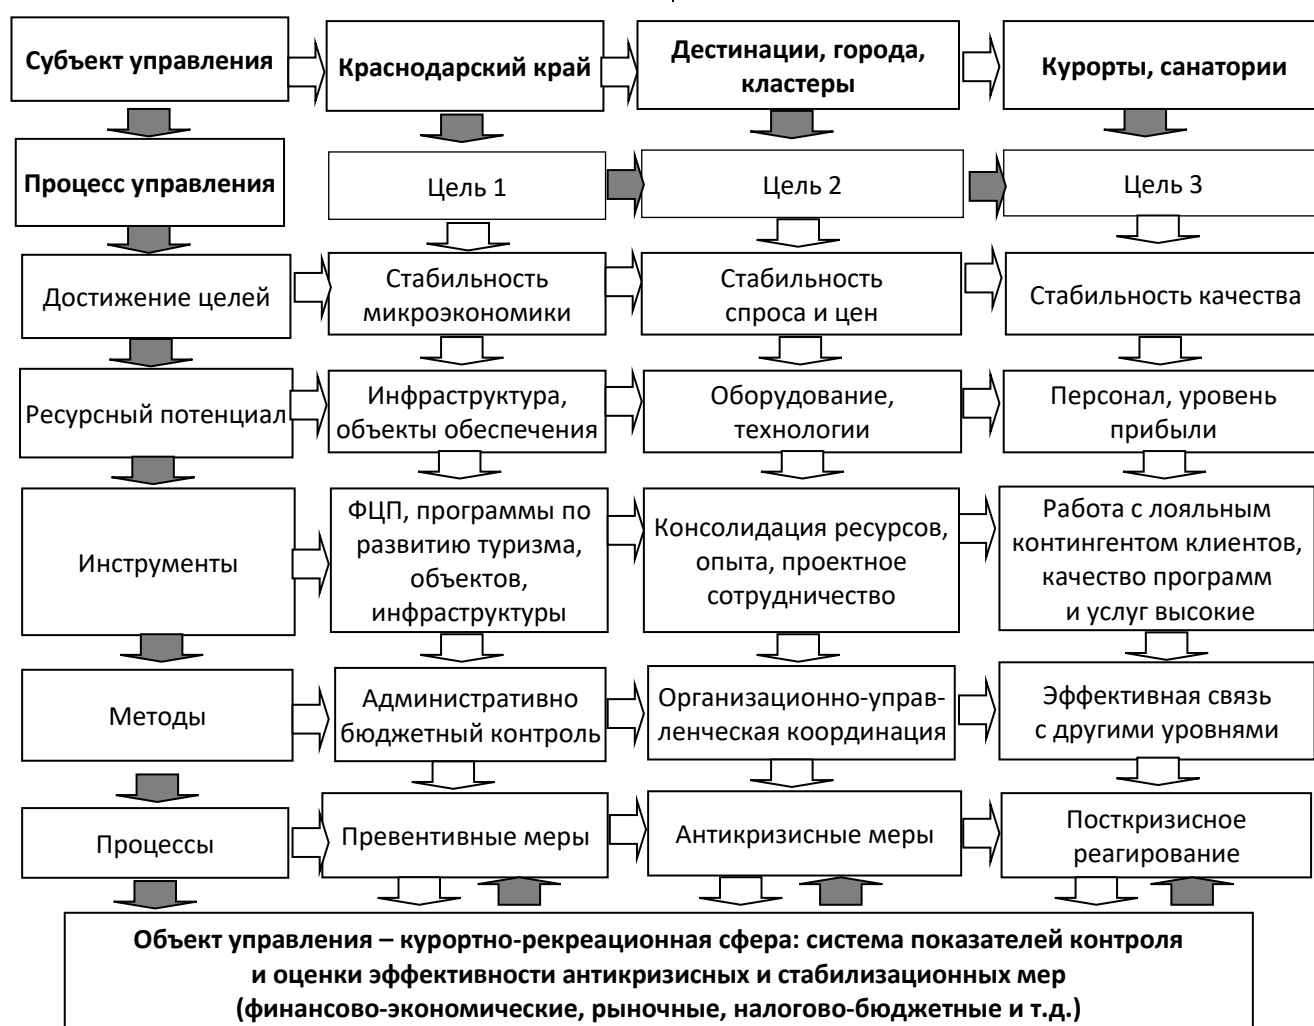 Субъект управления
Краснодарский край
Дестинации, города,
кластеры
Курорты, санатории
Процесс управления
Цель 1
Цель 2
Цель 3
Достижение целей
Стабильность
микроэкономики
Стабильность
спроса и цен
Стабильность качества
Ресурсный потенциал
Инфраструктура,
объекты обеспечения
Оборудование,
технологии
Персонал, уровень
прибыли
Инструменты
ФЦП, программы по
развитию туризма,
объектов,
инфраструктуры
Консолидация ресурсов,
опыта, проектное
сотрудничество
Работа с лояльным
контингентом клиентов,
качество программ
и услуг высокие
Методы
Административно
бюджетный контроль
Организационно-управ-
ленческая координация
Эффективная связь
с другими уровнями
Процессы
Превентивные меры
Антикризисные меры
Посткризисное
реагирование
Объект управления – курортно-рекреационная сфера: система показателей контроля
и оценки эффективности антикризисных и стабилизационных мер
(финансово-экономические, рыночные, налогово-бюджетные и т.д.)